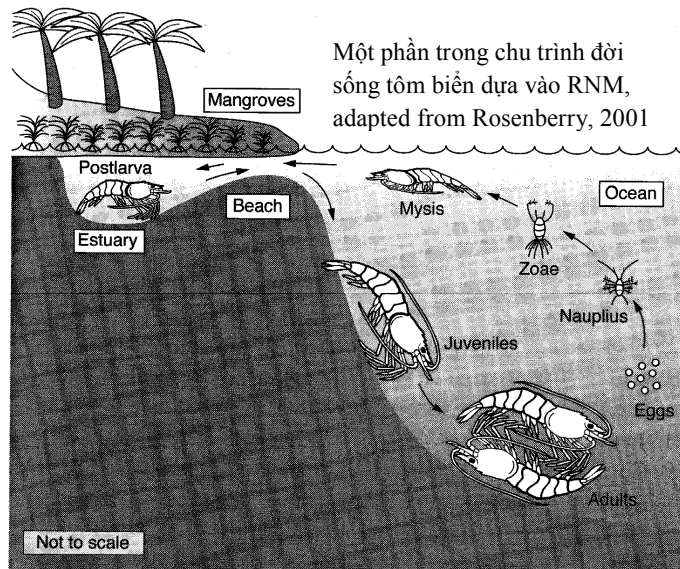 Một phần trong chu trình đời
sống tôm biển dựa vào RNM,
adapted from Rosenberry, 2001
Mangroves
Postlarva
Estuary
Beach
Mysis
Ocean
Zoae
Nauplius
Juveniles
Eggs
Adults
Not to scale